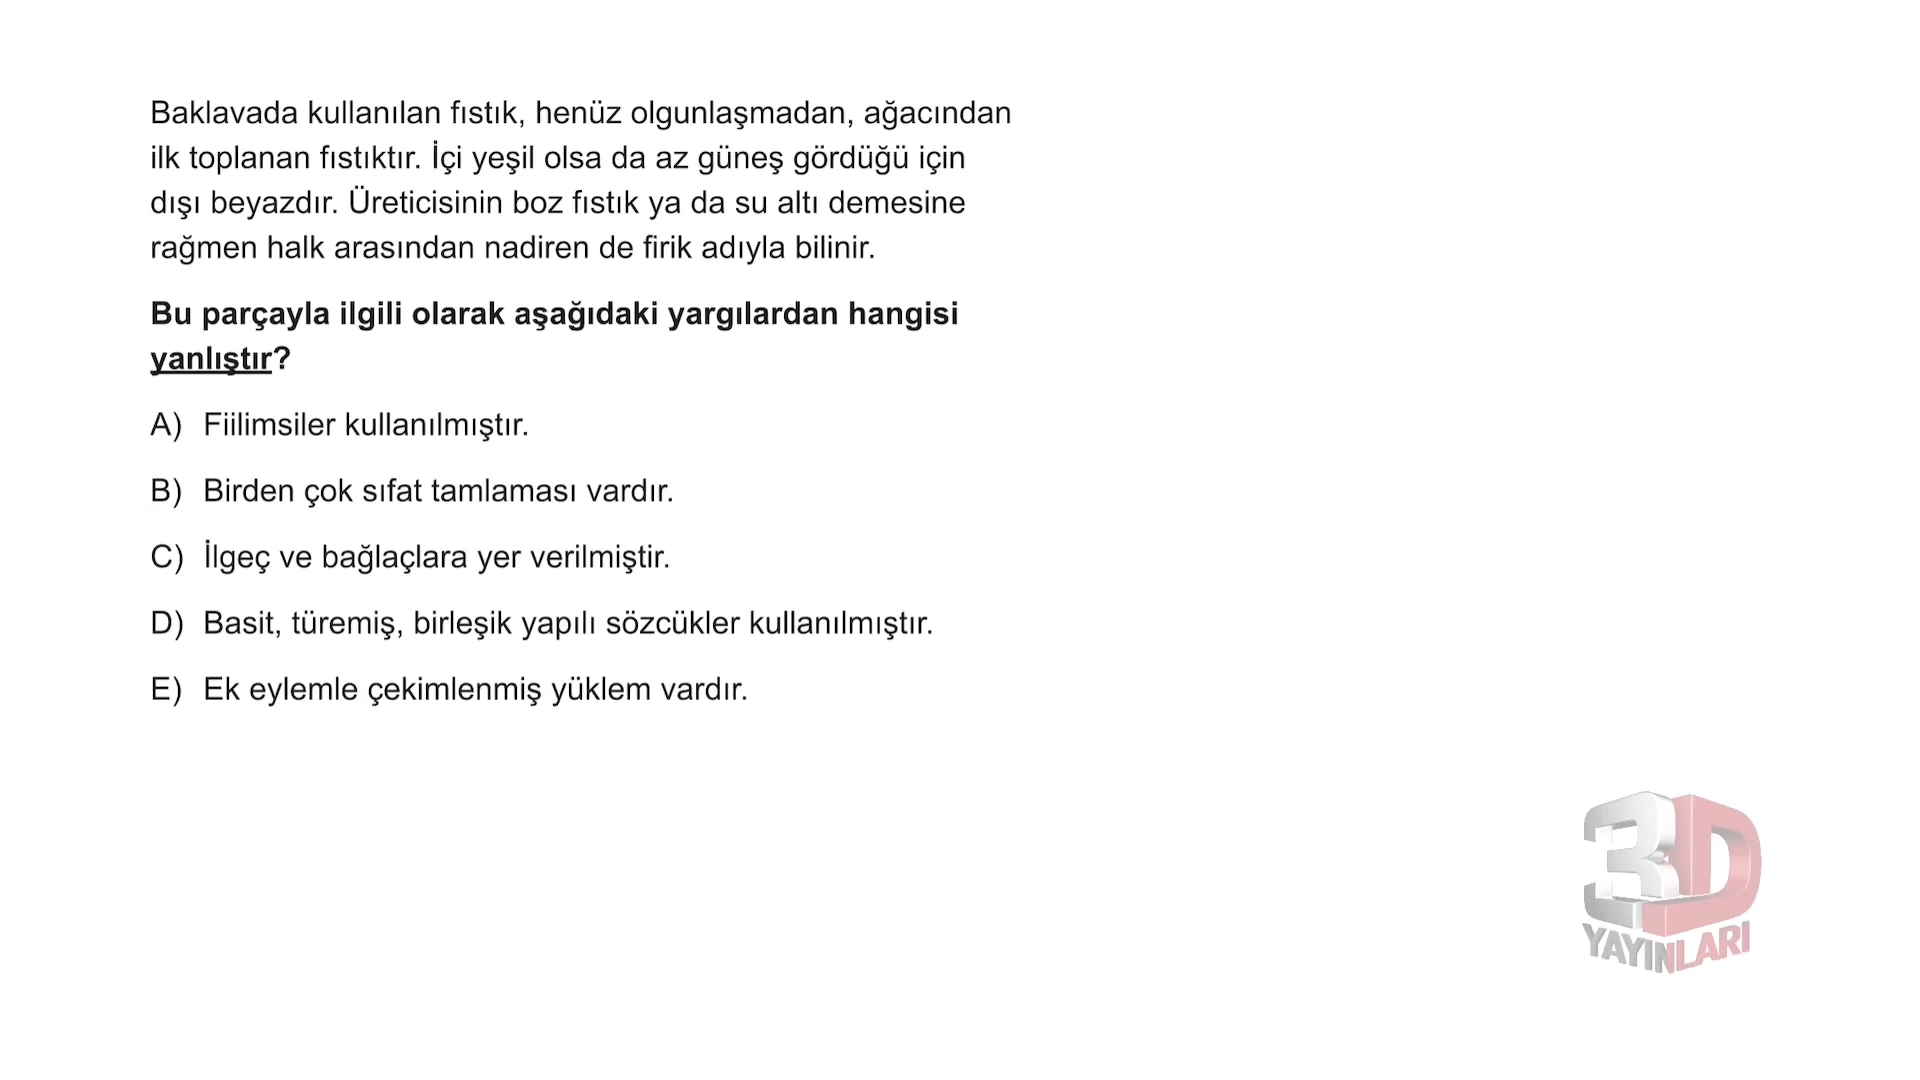 Baklavada kullanılan fıstık, henüz olgunlaşmadan, ağacından
ilk toplanan fıstıktır. İçi yeşil olsa da az güneş gördüğü için
dışı beyazdır. Üreticisinin boz fıstık ya da su altı demesine
rağmen halk arasından nadiren de firik adıyla bilinir.
Bu parçayla ilgili olarak aşağıdaki yargılardan hangisi
yanlıştır?
A) Fiilimsiler kullanılmıştır.
B) Birden çok sıfat tamlaması vardır.
C) İlgeç ve bağlaçlara yer verilmiştir.
D) Basit, türemiş, birleşik yapılı sözcükler kullanılmıştır.
E) Ek eylemle çekimlenmiş yüklem vardır.
3D
YAYINLARI